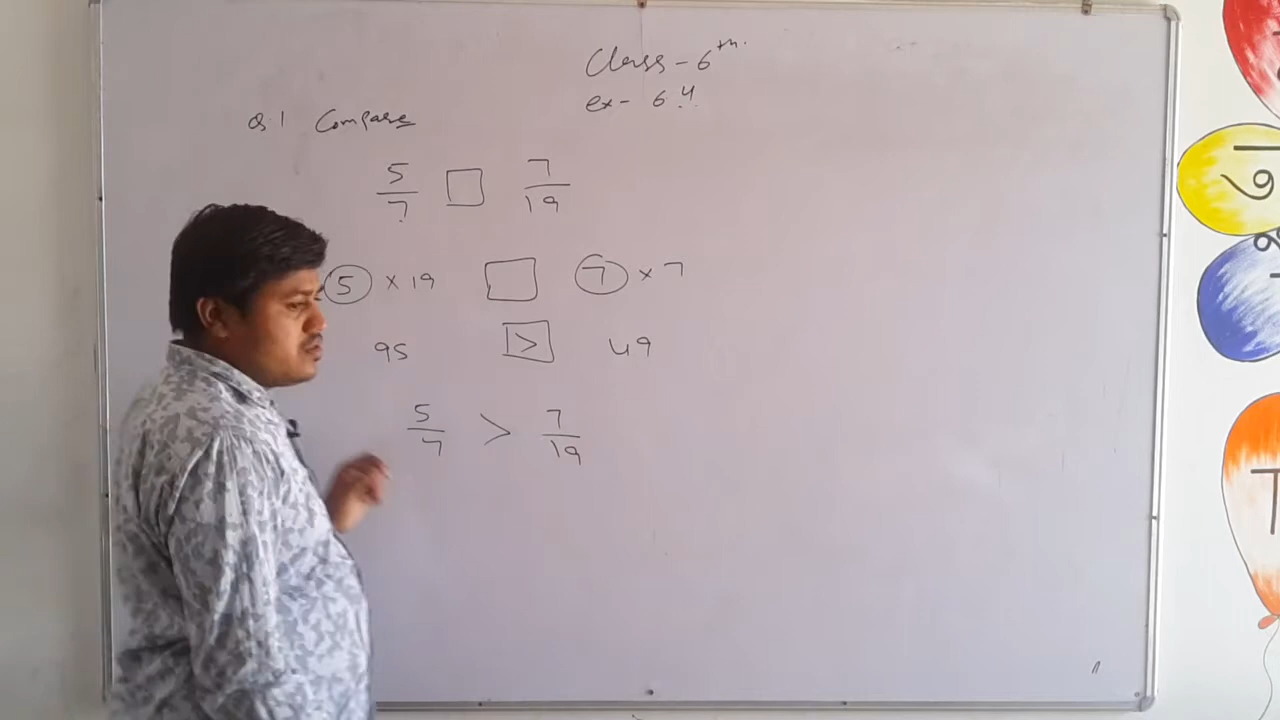 Class - 6th.
ex - 6.4
Q.1 Compare
5/7 □ 7/19
5 × 19 □ 7 × 7
95 > 49
5/7 > 7/19